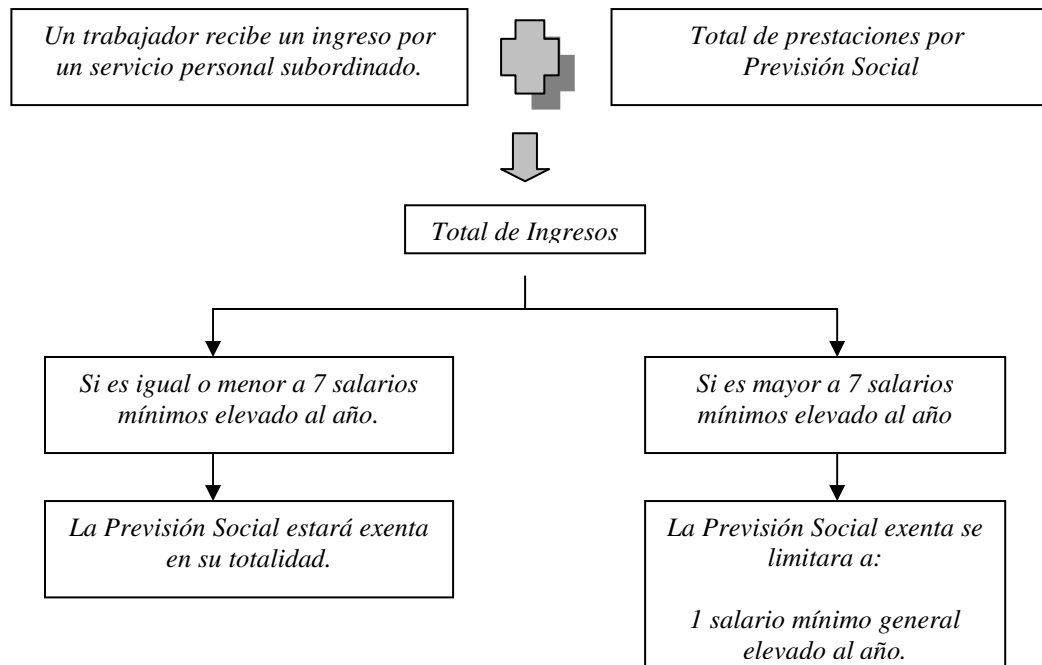 Un trabajador recibe un ingreso por
un servicio personal subordinado.
Total de prestaciones por
Previsión Social
Total de Ingresos
Si es igual o menor a 7 salarios
mínimos elevado al año.
Si es mayor a 7 salarios
mínimos elevado al año
La Previsión Social estará exenta
en su totalidad.
La Previsión Social exenta se
limitara a:
1 salario mínimo general
elevado al año.